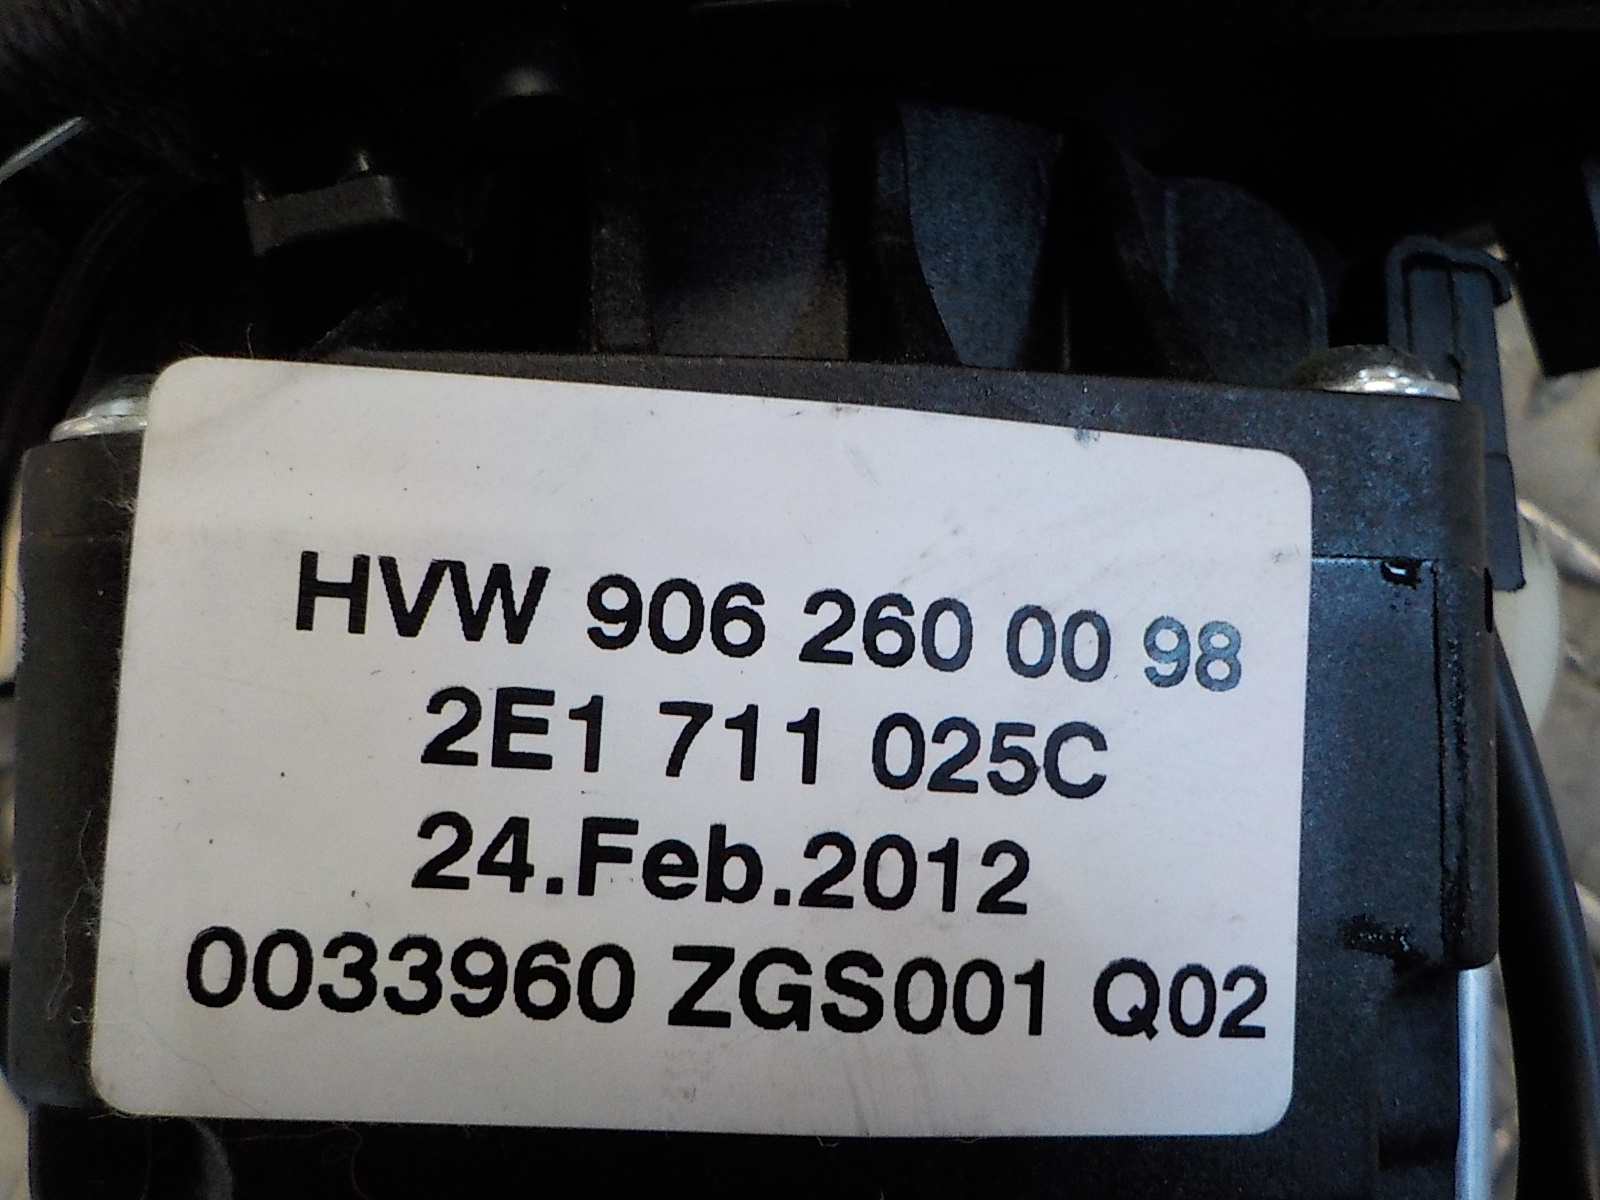 HVW 906 260 00 98
2E1 711 025C
24.Feb.2012
0033960 ZGS001 Q02